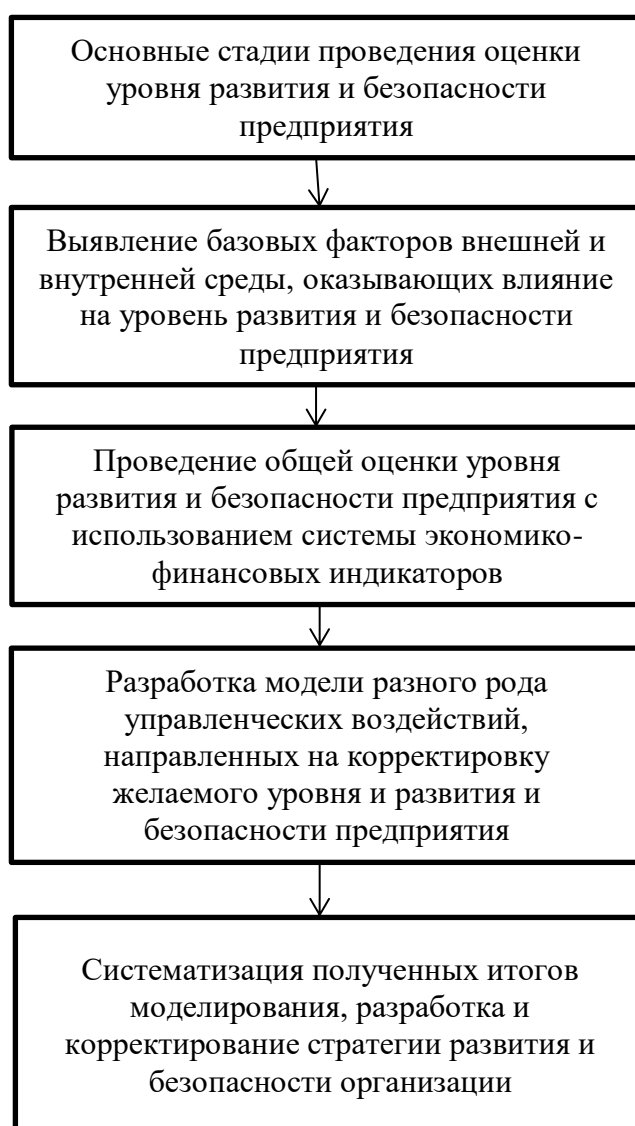 Основные стадии проведения оценки
уровня развития и безопасности
предприятия
Выявление базовых факторов внешней и
внутренней среды, оказывающих влияние
на уровень развития и безопасности
предприятия
Проведение общей оценки уровня
развития и безопасности предприятия с
использованием системы экономико-
финансовых индикаторов
Разработка модели разного рода
управленческих воздействий,
направленных на корректировку
желаемого уровня и развития и
безопасности предприятия
Систематизация полученных итогов
моделирования, разработка и
корректирование стратегии развития и
безопасности организации